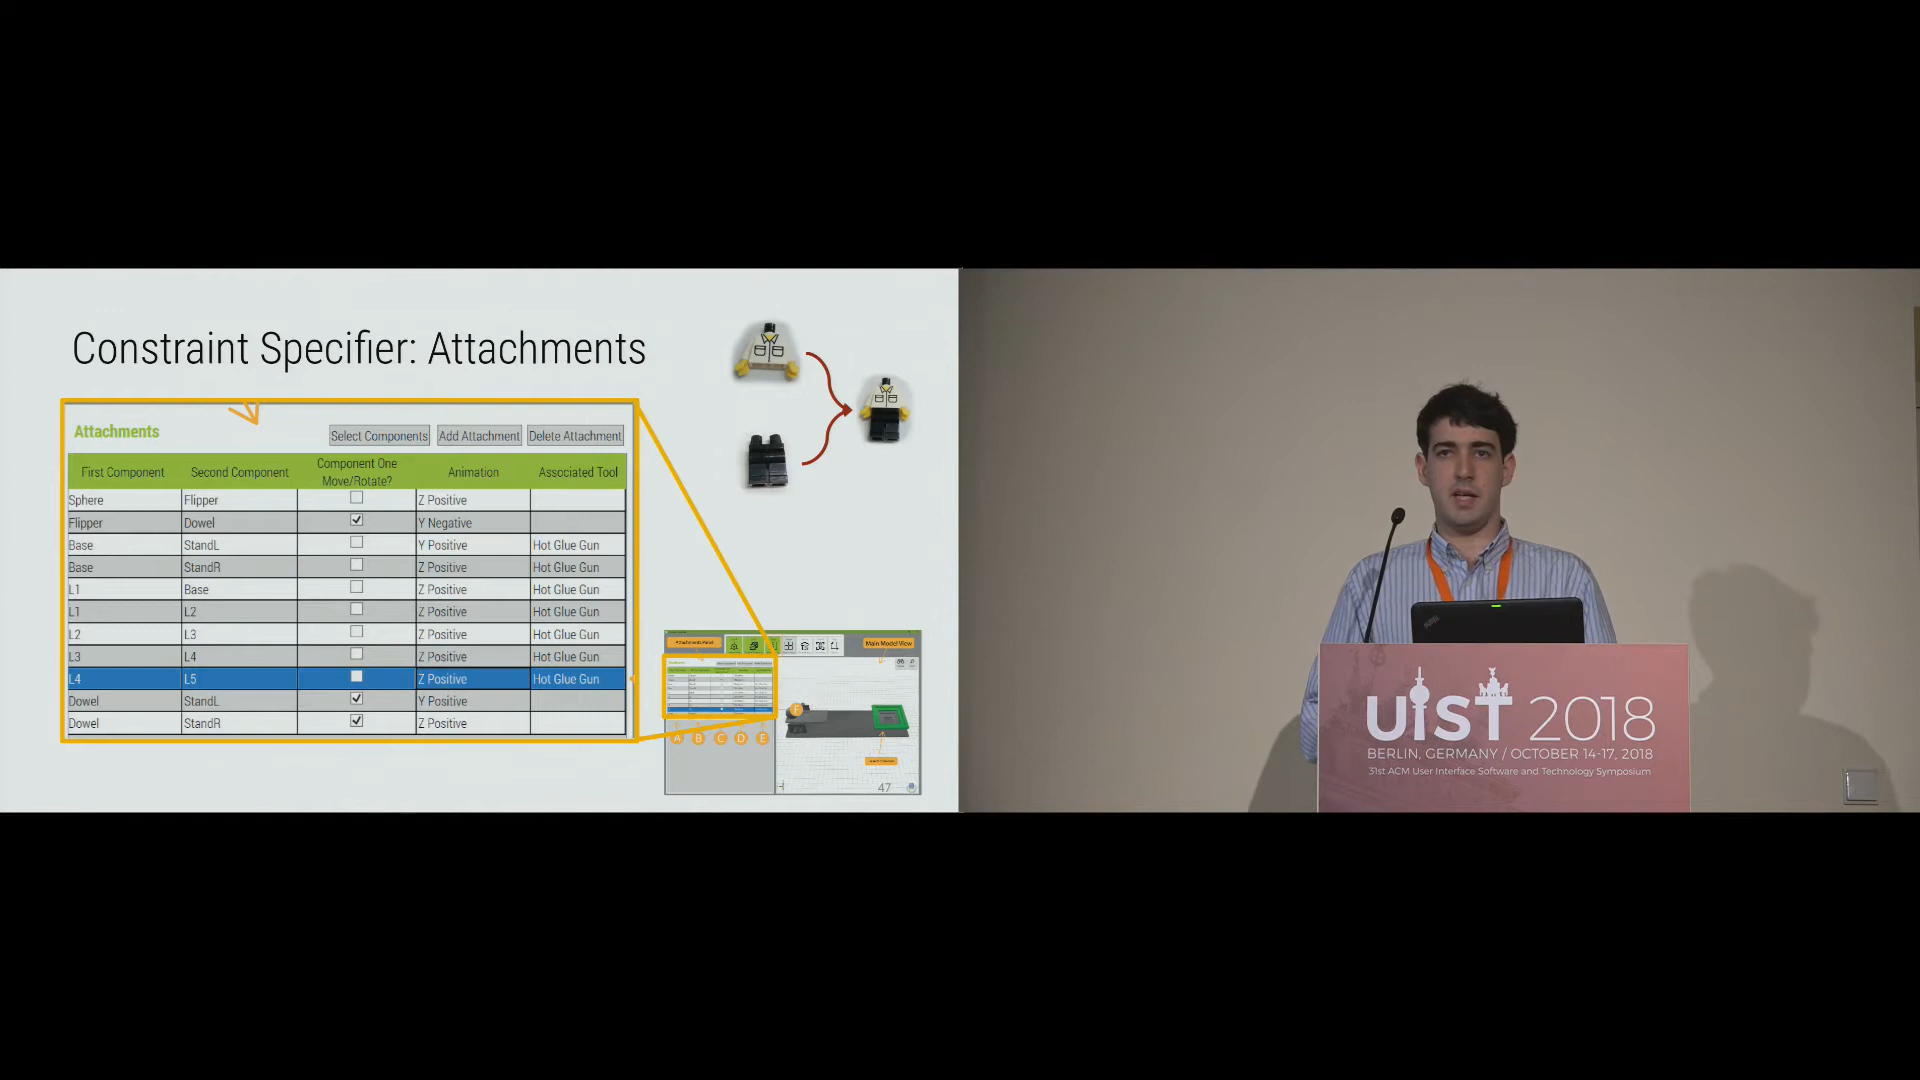 Constraint Specifier: Attachments
Attachments
Select Components Add Attachment Delete Attachment
First Component Second Component Component One Move/Rotate? Animation Associated Tool
Sphere Flipper Z Positive
Flipper Dowel Y Negative
Base StandL Y Positive Hot Glue Gun
Base StandR Z Positive Hot Glue Gun
L1 Base Z Positive Hot Glue Gun
L1 L2 Z Positive Hot Glue Gun
L2 L3 Z Positive Hot Glue Gun
L3 L4 Z Positive Hot Glue Gun
L4 L5 Z Positive Hot Glue Gun
Dowel StandL Y Positive
Dowel StandR Z Positive
Attachments Panel
Main Model View
F
A B C D E
47
UIST 2018
BERLIN, GERMANY / OCTOBER 14-17, 2018
31st ACM User Interface Software and Technology Symposium